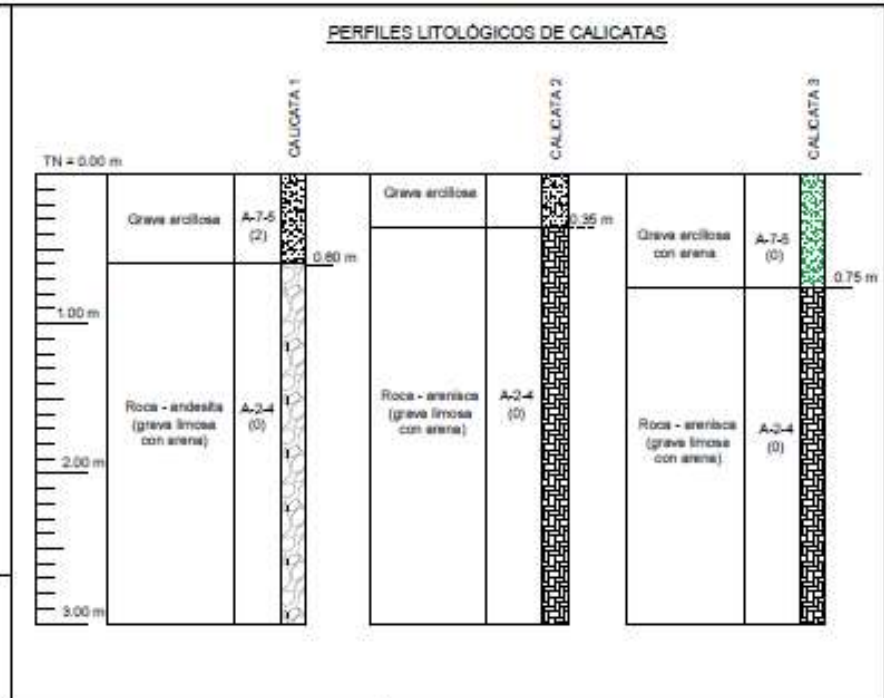 PERFILES LITOLÓGICOS DE CALICATAS
CALICATA 1
CALICATA 2
CALICATA 3
TN = 0.00 m
1.00 m
2.00 m
3.00 m
Grava arcillosa
A-7-5
(2)
0.60 m
Roca - andesita
(grava limosa
con arena)
A-2-4
(0)
Grava arcillosa
0.35 m
Roca - arenisca
(grava limosa
con arena)
A-2-4
(0)
Grava arcillosa
con arena
A-7-5
(0)
0.75 m
Roca - arenisca
(grava limosa
con arena)
A-2-4
(0)